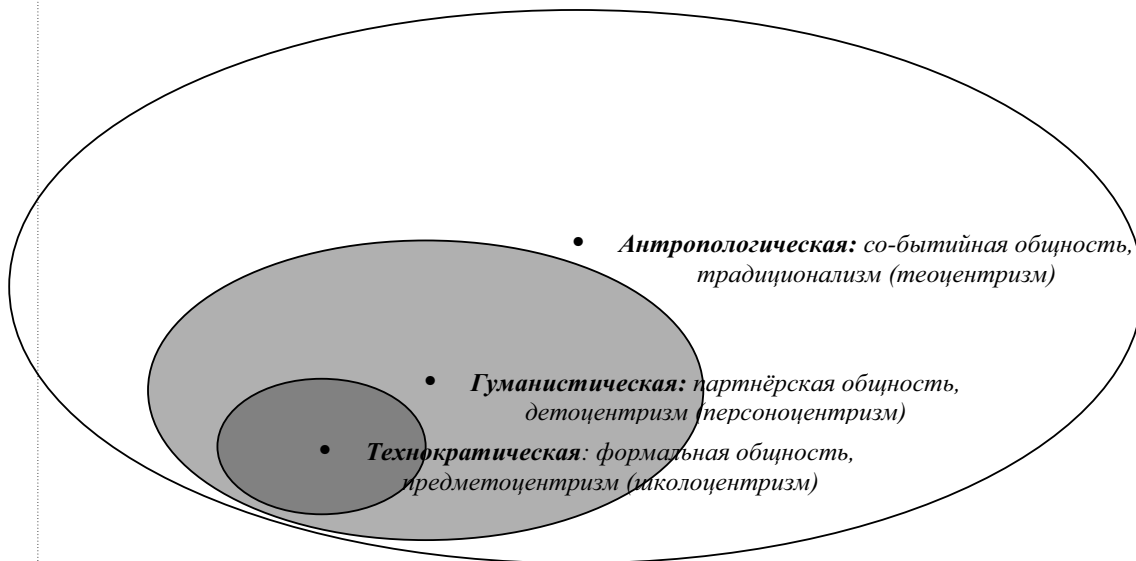 • Антропологическая: со-бытийная общность,
традиционализм (теоцентризм)
• Гуманистическая: партнёрская общность,
детоцентризм (персоноцентризм)
• Технократическая: формальная общность,
предметоцентризм (школоцентризм)